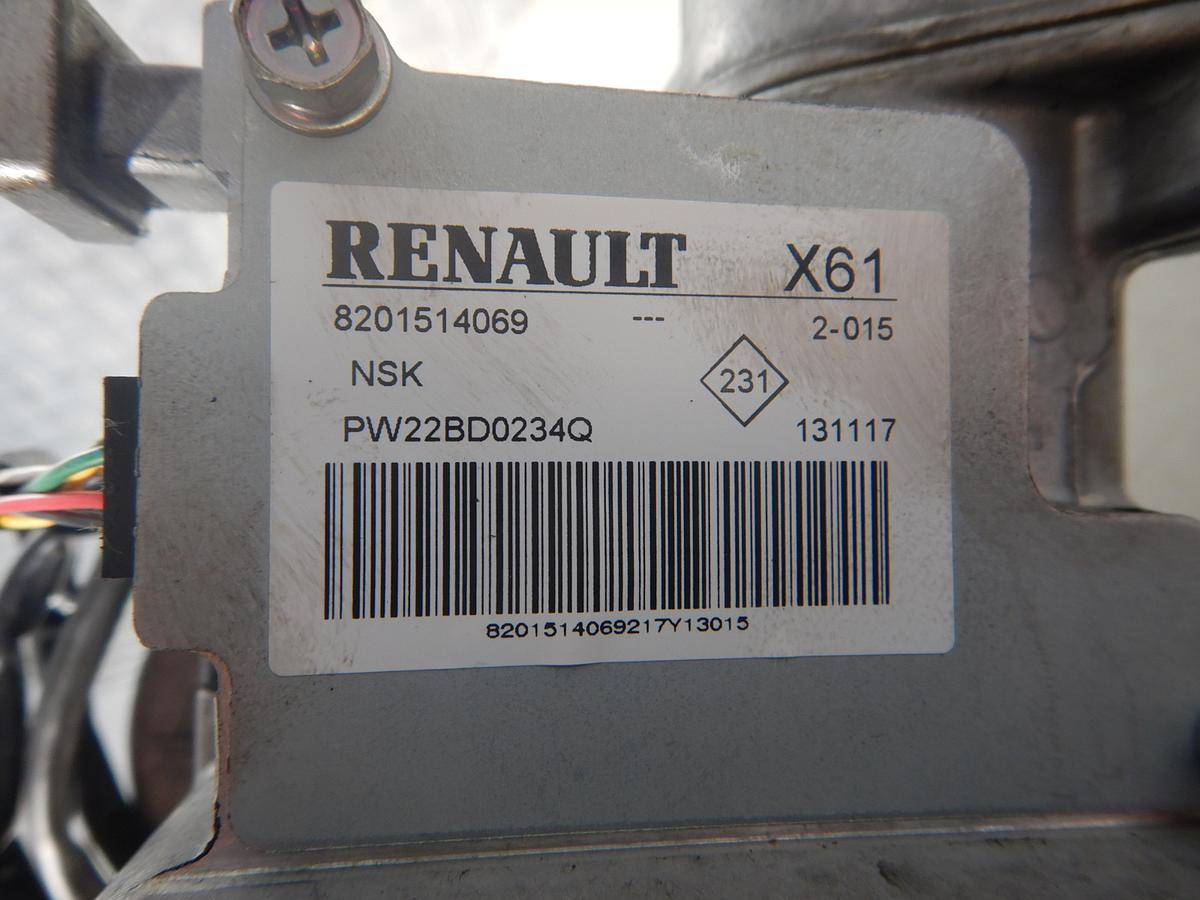 RENAULT X61
8201514069 --- 2-015
NSK 231
PW22BD0234Q 131117
8201514069217Y13015